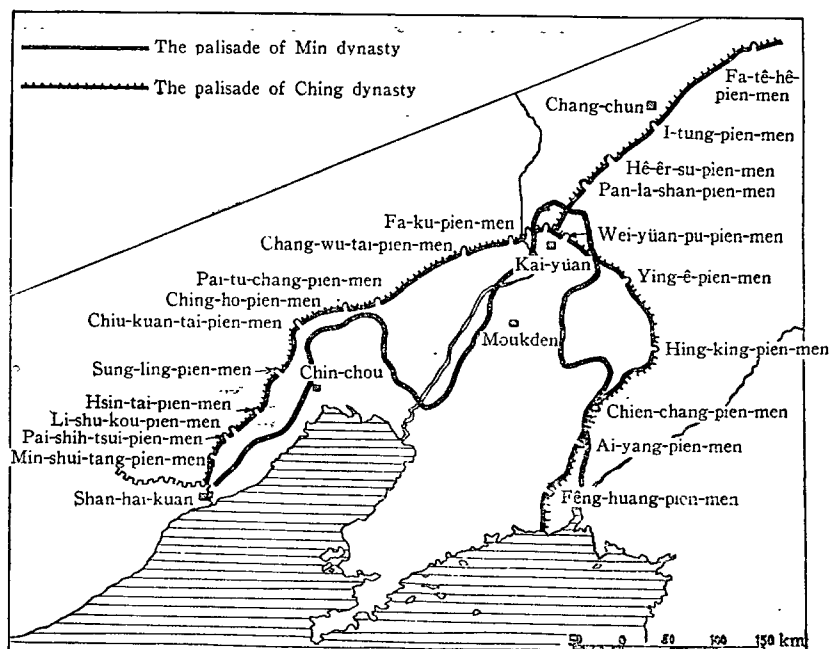 The palisade of Min dynasty
The palisade of Ching dynasty
Fa-tê-hê-
pien-men
Chang-chun
I-tung-pien-men
Hê-êr-su-pien-men
Pan-la-shan-pien-men
Fa-ku-pien-men
Wei-yüan-pu-pien-men
Chang-wu-tai-pien-men
Kai-yüan
Pai-tu-chang-pien-men
Ying-ê-pien-men
Ching-ho-pien-men
Chiu-kuan-tai-pien-men
Moukden
Hing-king-pien-men
Sung-ling-pien-men
Chin-chou
Hsin-tai-pien-men
Chien-chang-pien-men
Li-shu-kou-pien-men
Pai-shih-tsui-pien-men
Ai-yang-pien-men
Min-shui-tang-pien-men
Shan-hai-kuan
Fêng-huang-pien-men
50 0 50 100 150 km